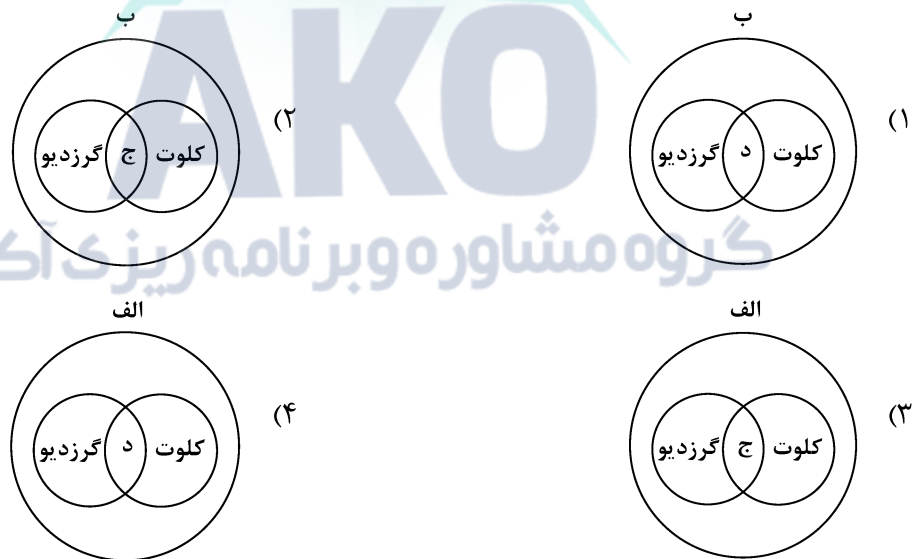 ب
۱) گرزدیو د کلوت
ب
۲) گرزدیو ج کلوت
AKO
گروه مشاوره وبرنامه ریزی آک
الف
۳) گرزدیو ج کلوت
الف
۴) گرزدیو د کلوت